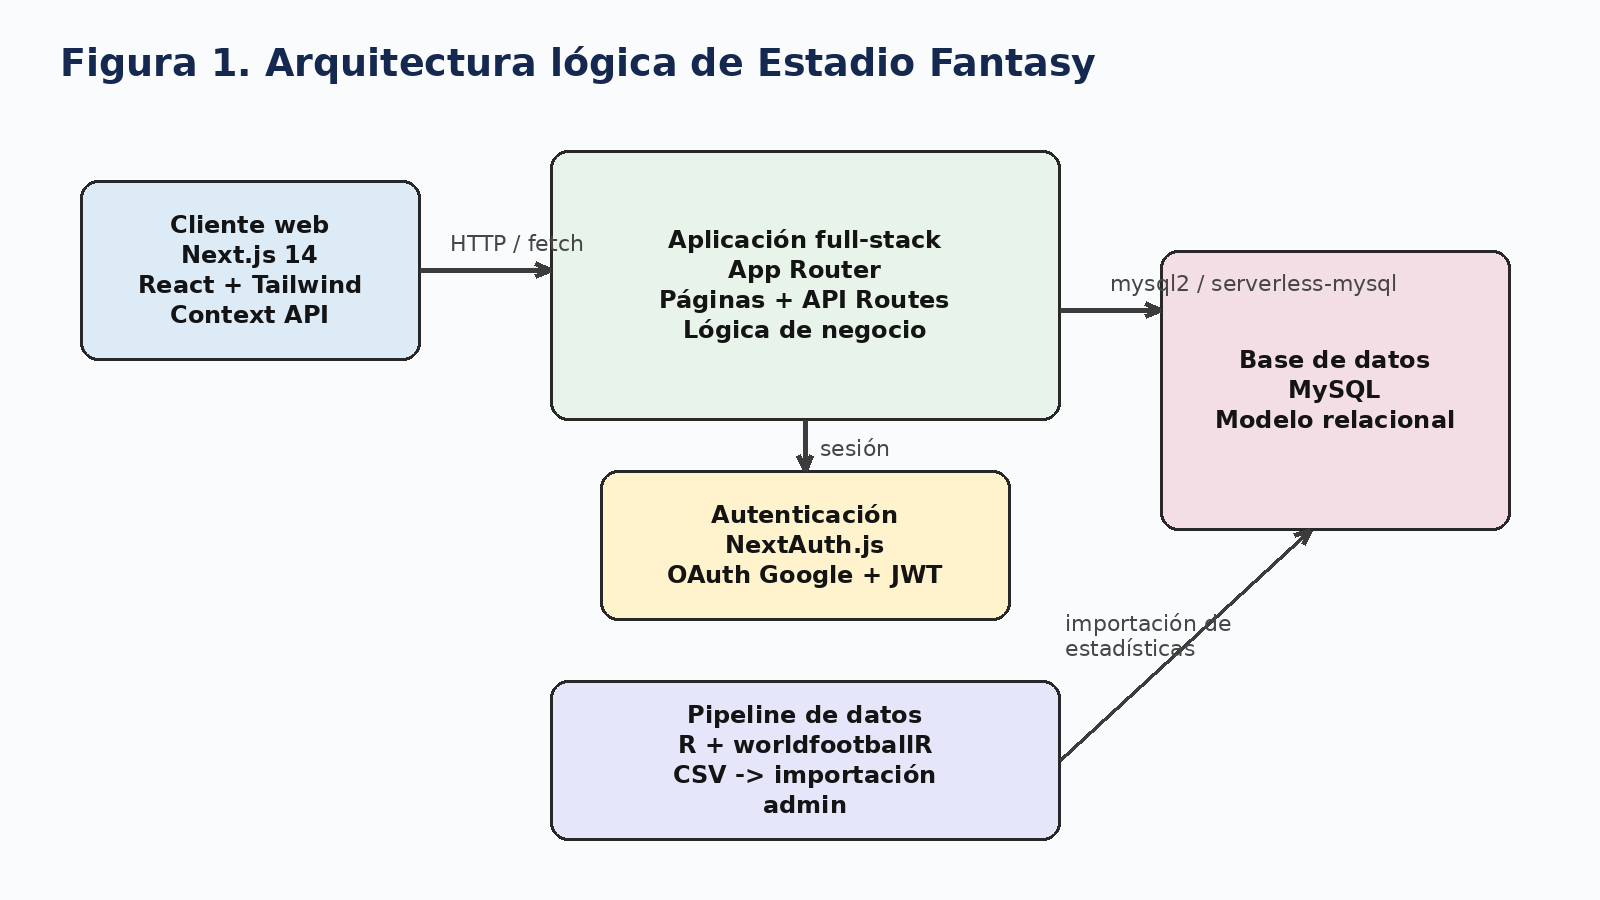 Figura 1. Arquitectura lógica de Estadio Fantasy
Cliente web
Next.js 14
React + Tailwind
Context API
HTTP / fetch
Aplicación full-stack
App Router
Páginas + API Routes
Lógica de negocio
mysql2 / serverless-mysql
Base de datos
MySQL
Modelo relacional
sesión
Autenticación
NextAuth.js
OAuth Google + JWT
importación de
estadísticas
Pipeline de datos
R + worldfootballR
CSV -> importación
admin